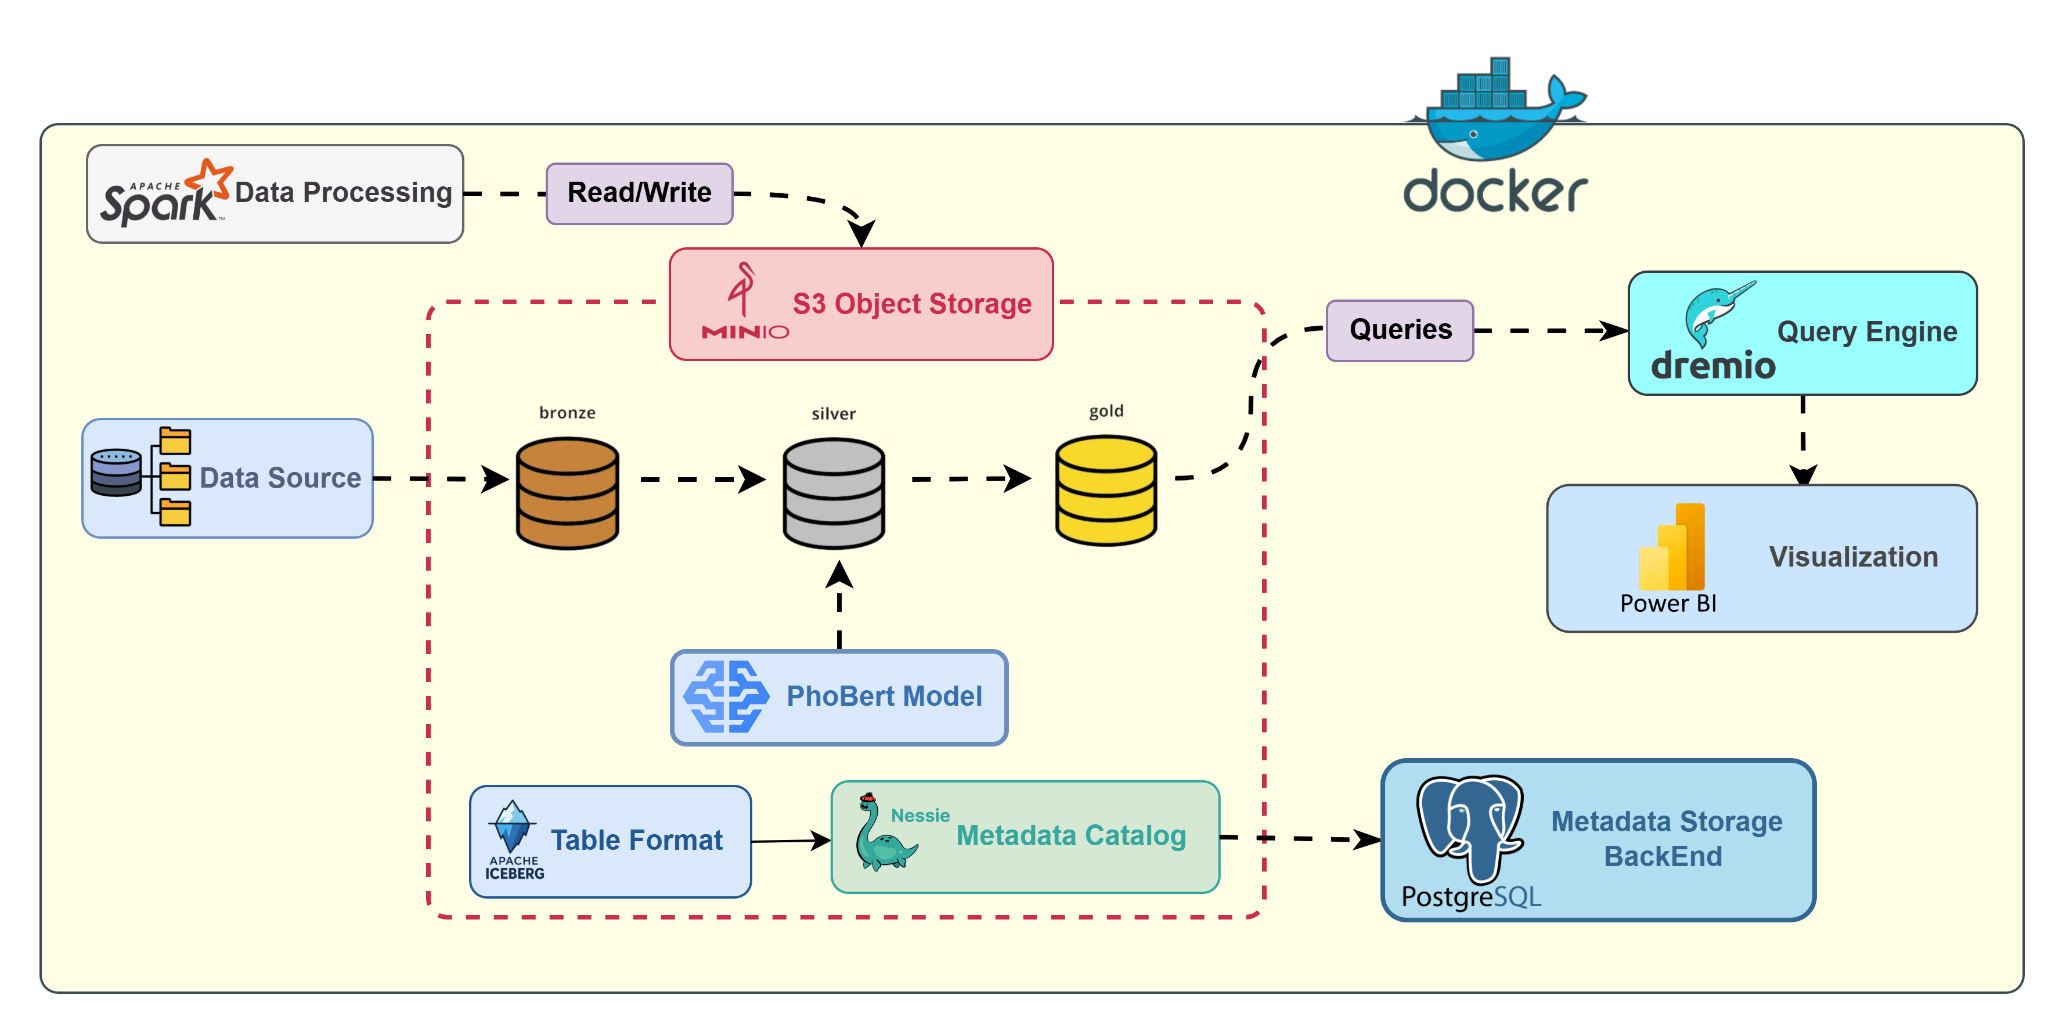 docker
APACHE
Spark™
Data Processing
Read/Write
MINIO
S3 Object Storage
Queries
dremio
Query Engine
bronze
silver
gold
Data Source
Power BI
Visualization
PhoBert Model
APACHE
ICEBERG
Table Format
Nessie
Metadata Catalog
PostgreSQL
Metadata Storage
BackEnd